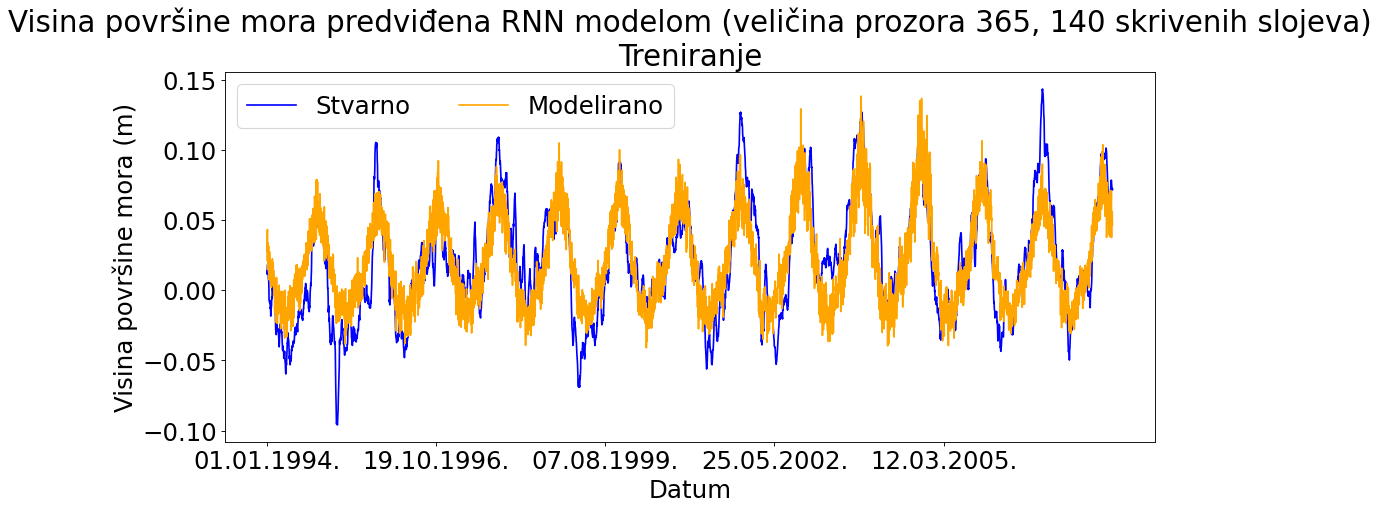 Visina površine mora predviđena RNN modelom (veličina prozora 365, 140 skrivenih slojeva)
Treniranje
Stvarno Modelirano
Visina površine mora (m)
0.15
0.10
0.05
0.00
−0.05
−0.10
01.01.1994. 19.10.1996. 07.08.1999. 25.05.2002. 12.03.2005.
Datum